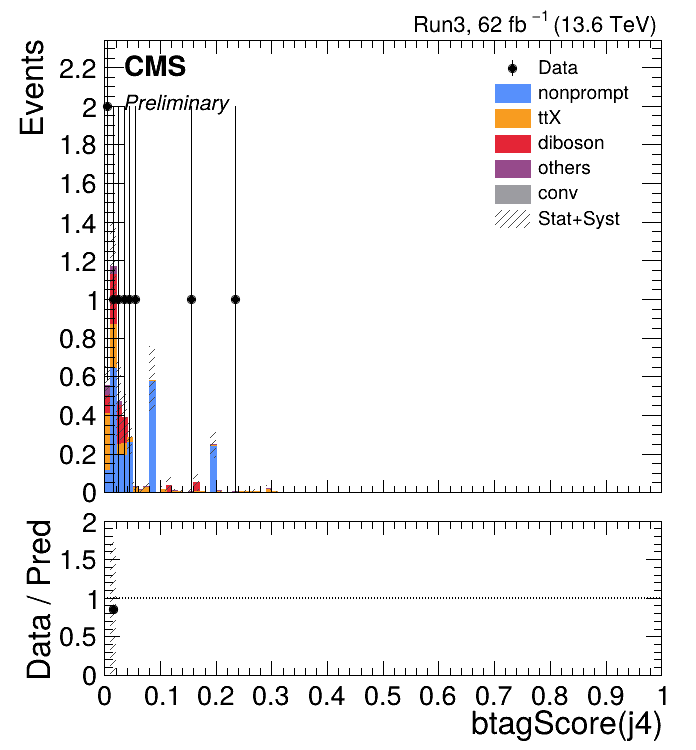 Run3, 62 fb⁻¹ (13.6 TeV)
CMS
Preliminary
Events
2.2
2
1.8
1.6
1.4
1.2
1
0.8
0.6
0.4
0.2
0
Data
nonprompt
ttX
diboson
others
conv
Stat+Syst
Data / Pred
2
1.5
1
0.5
0
0 0.1 0.2 0.3 0.4 0.5 0.6 0.7 0.8 0.9 1
btagScore(j4)